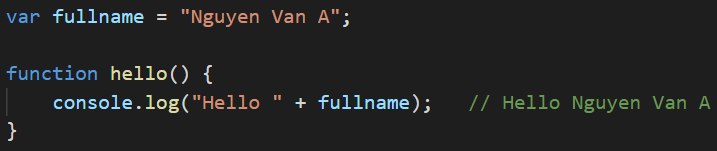 var fullname = "Nguyen Van A";
function hello() {
    console.log("Hello " + fullname);   // Hello Nguyen Van A
}